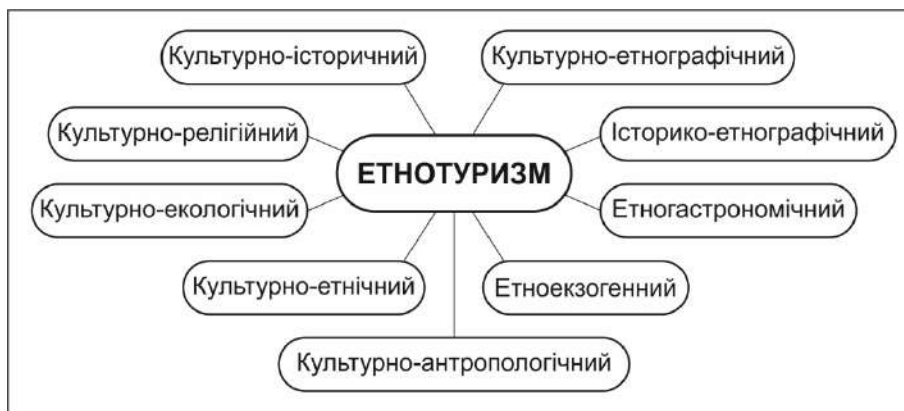 Культурно-історичний
Культурно-етнографічний
Культурно-релігійний
Історико-етнографічний
ЕТНОТУРИЗМ
Культурно-екологічний
Етногастрономічний
Культурно-етнічний
Етноекзогенний
Культурно-антропологічний